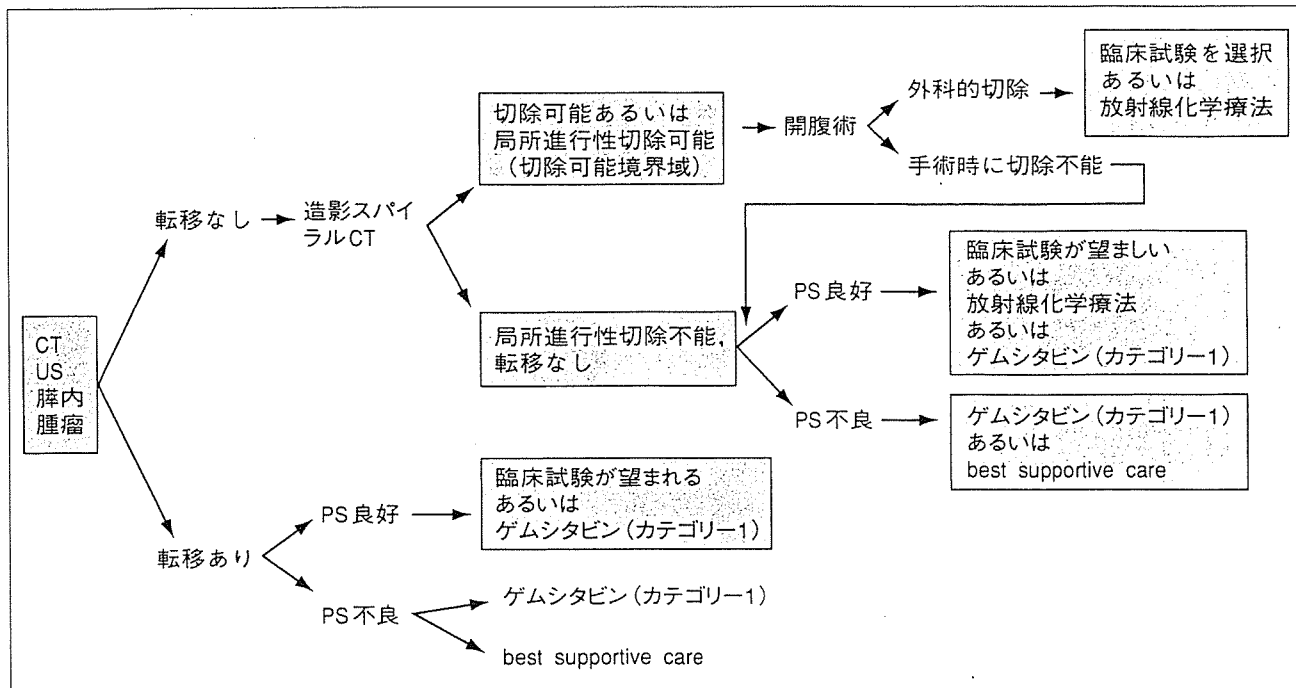 CT
US
膵内
腫瘤
転移なし
造影スパイ
ラルCT
切除可能あるいは
局所進行性切除可能
(切除可能境界域)
開腹術
外科的切除
臨床試験を選択
あるいは
放射線化学療法
手術時に切除不能
局所進行性切除不能,
転移なし
PS良好
臨床試験が望ましい
あるいは
放射線化学療法
あるいは
ゲムシタビン(カテゴリー1)
PS不良
ゲムシタビン(カテゴリー1)
あるいは
best supportive care
転移あり
PS良好
臨床試験が望まれる
あるいは
ゲムシタビン(カテゴリー1)
PS不良
ゲムシタビン(カテゴリー1)
best supportive care